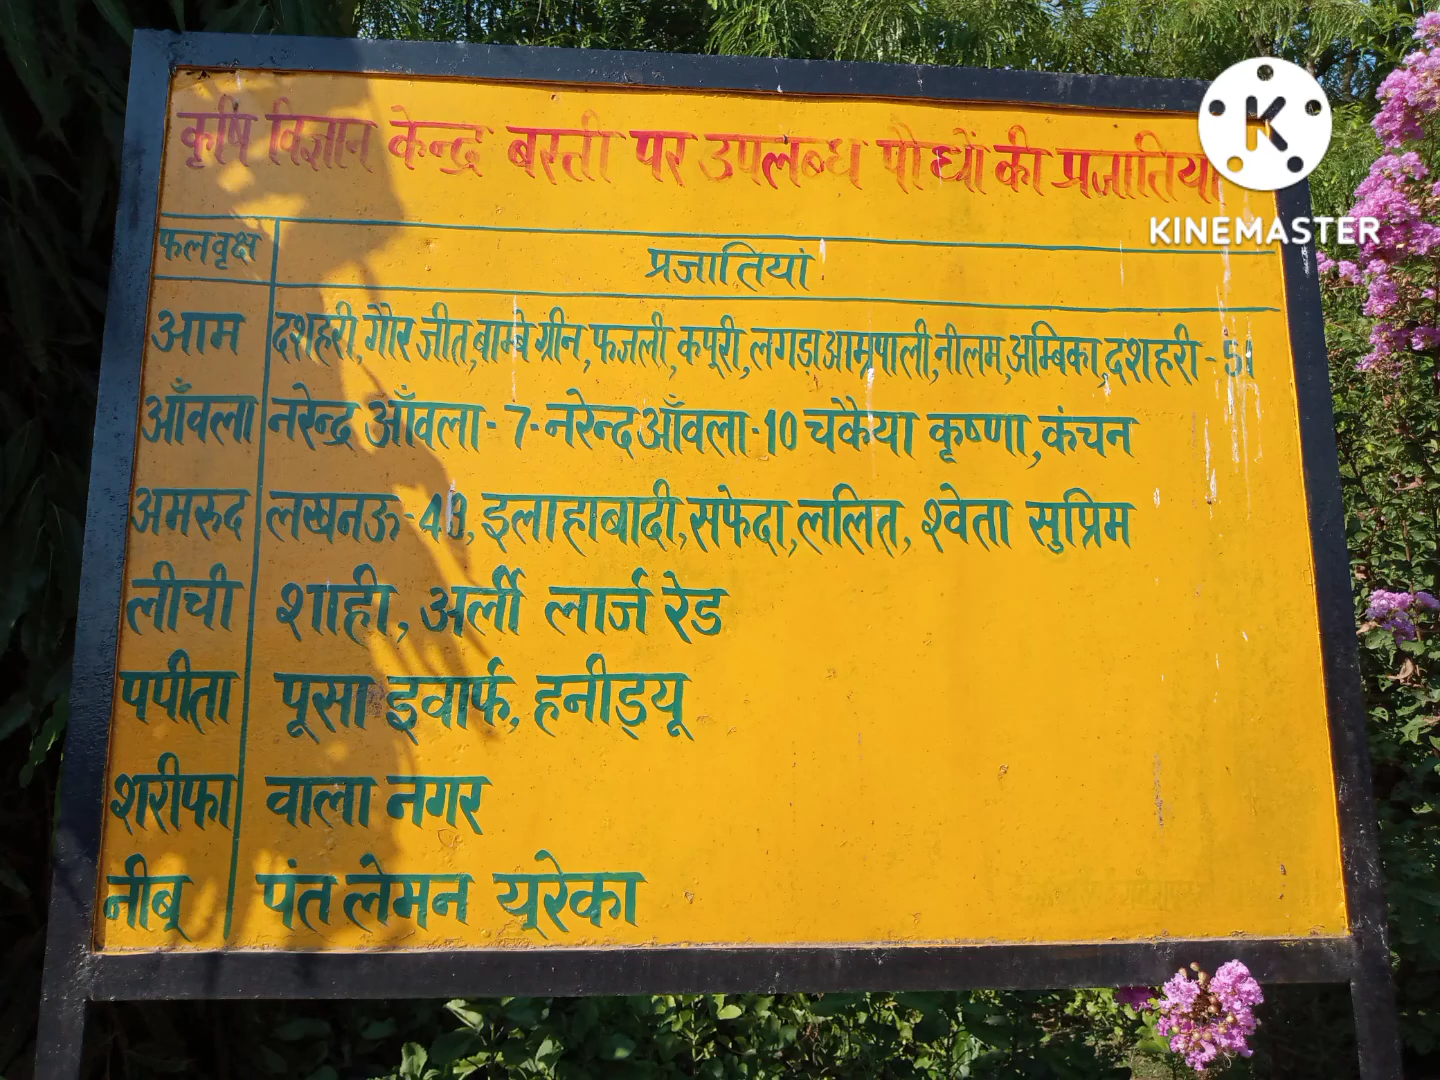 कृषि विज्ञान केन्द्र बस्ती पर उपलब्ध पौधों की प्रजातिया
KINEMASTER
फलवृक्ष प्रजातियां
आम दशहरी, गौर जीत, बाम्बे ग्रीन, फजली, कपूरी, लगडा आम्रपाली, नीलम, अम्बिका, दशहरी - 51
आँवला नरेन्द्र आँवला - 7 - नरेन्द आँवला - 10 चकैया कृष्णा, कंचन
अमरुद लखनऊ - 49, इलाहाबादी, सफेदा, ललित, श्वेता सुप्रिम
लीची शाही, अर्ली लार्ज रेड
पपीता पूसा ड्वार्फ, हनीड्यू
शरीफा वाला नगर
नीबू पंत लेमन यूरेका